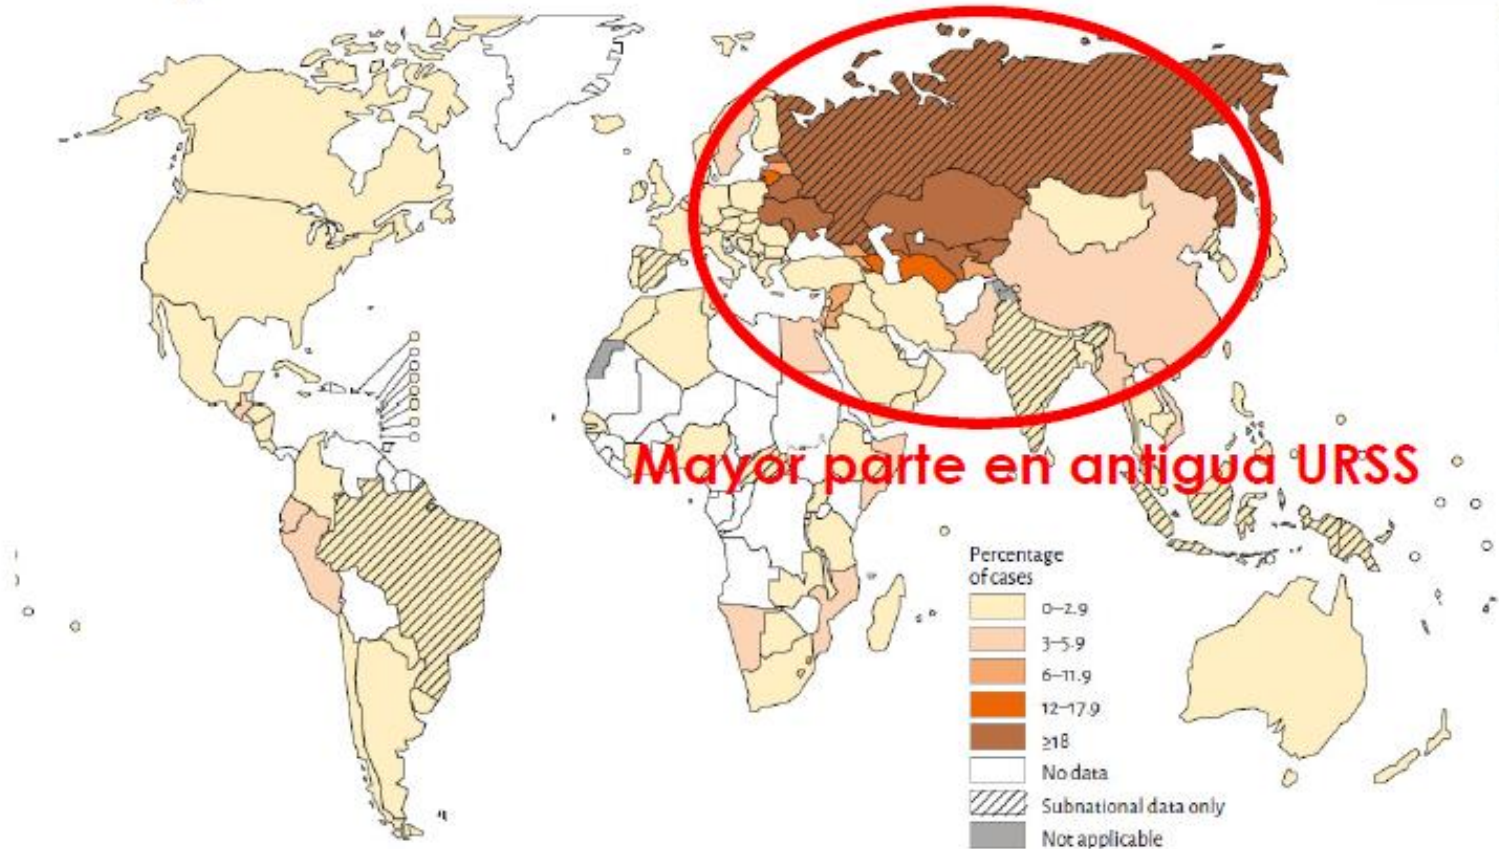 Mayor parte en antigua URSS
Percentage
of cases
0–2.9
3–5.9
6–11.9
12–17.9
≥18
No data
Subnational data only
Not applicable